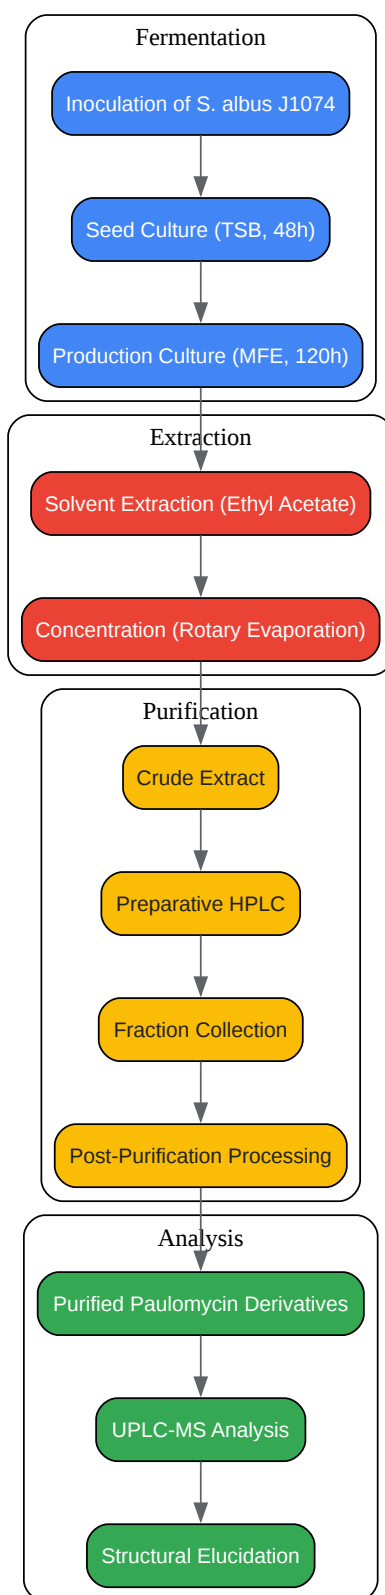 Fermentation
Inoculation of S. albus J1074
Seed Culture (TSB, 48h)
Production Culture (MFE, 120h)
Extraction
Solvent Extraction (Ethyl Acetate)
Concentration (Rotary Evaporation)
Purification
Crude Extract
Preparative HPLC
Fraction Collection
Post-Purification Processing
Analysis
Purified Paulomycin Derivatives
UPLC-MS Analysis
Structural Elucidation